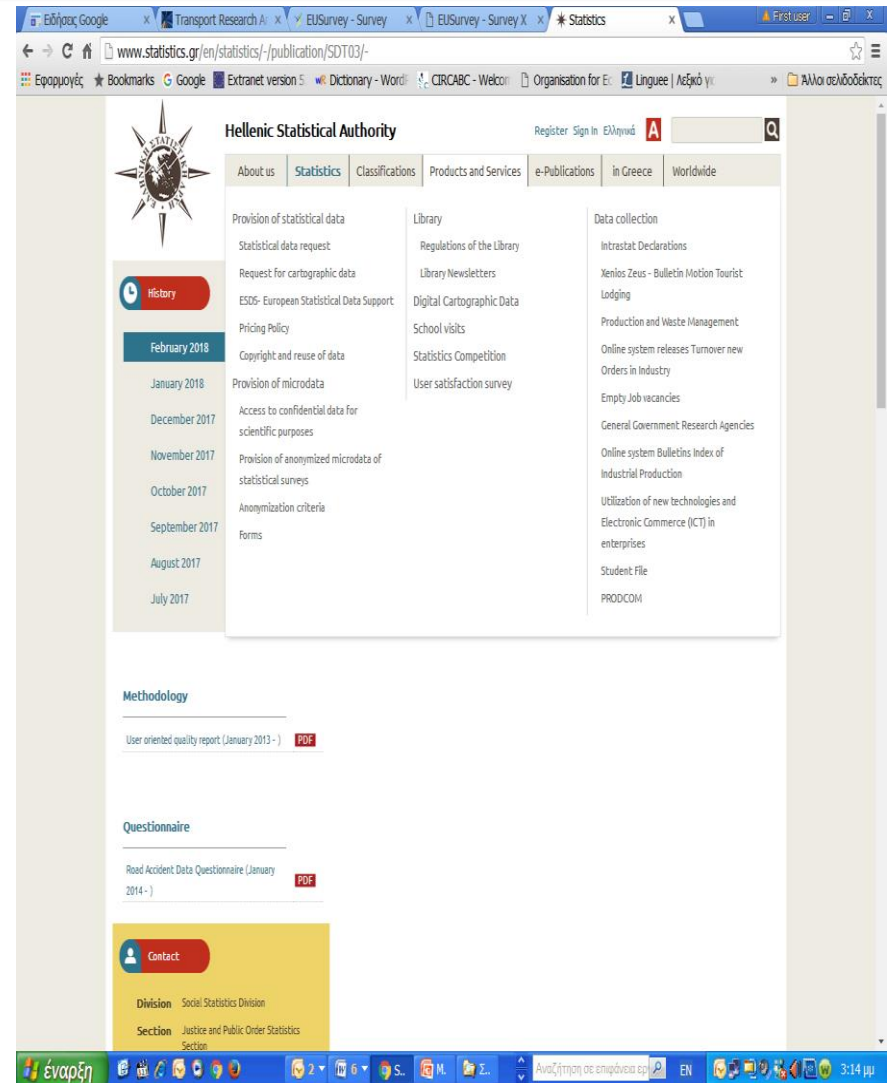 Ειδήσεις Google
Transport Research Ar
EUSurvey - Survey
EUSurvey - Survey X
Statistics
First user
www.statistics.gr/en/statistics/-/publication/SDT03/-
Εφαρμογές
Bookmarks
Google
Extranet version 5.
Dictionary - Word
CIRCABC - Welcom
Organisation for Ec
Linguee | Λεξικό γι
»
Άλλοι σελιδοδείκτες
Hellenic Statistical Authority
Register Sign In Ελληνικά A
About us
Statistics
Classifications
Products and Services
e-Publications
in Greece
Worldwide
Provision of statistical data
Statistical data request
Request for cartographic data
ESDS- European Statistical Data Support
Pricing Policy
Copyright and reuse of data
Provision of microdata
Access to confidential data for
scientific purposes
Provision of anonymized microdata of
statistical surveys
Anonymization criteria
Forms
Library
Regulations of the Library
Library Newsletters
Digital Cartographic Data
School visits
Statistics Competition
User satisfaction survey
Data collection
Intrastat Declarations
Xenios Zeus - Bulletin Motion Tourist
Lodging
Production and Waste Management
Online system releases Turnover new
Orders in Industry
Empty Job vacancies
General Government Research Agencies
Online system Bulletins Index of
Industrial Production
Utilization of new technologies and
Electronic Commerce (ICT) in
enterprises
Student File
PRODCOM
History
February 2018
January 2018
December 2017
November 2017
October 2017
September 2017
August 2017
July 2017
Methodology
User oriented quality report (January 2013 - ) PDF
Questionnaire
Road Accident Data Questionnaire (January
2014 - ) PDF
Contact
Division Social Statistics Division
Section Justice and Public Order Statistics
Section
έναρξη
2
6
S..
M.
Σ..
Αναζήτηση σε επιφάνεια ερ
EN
3:14 μμ